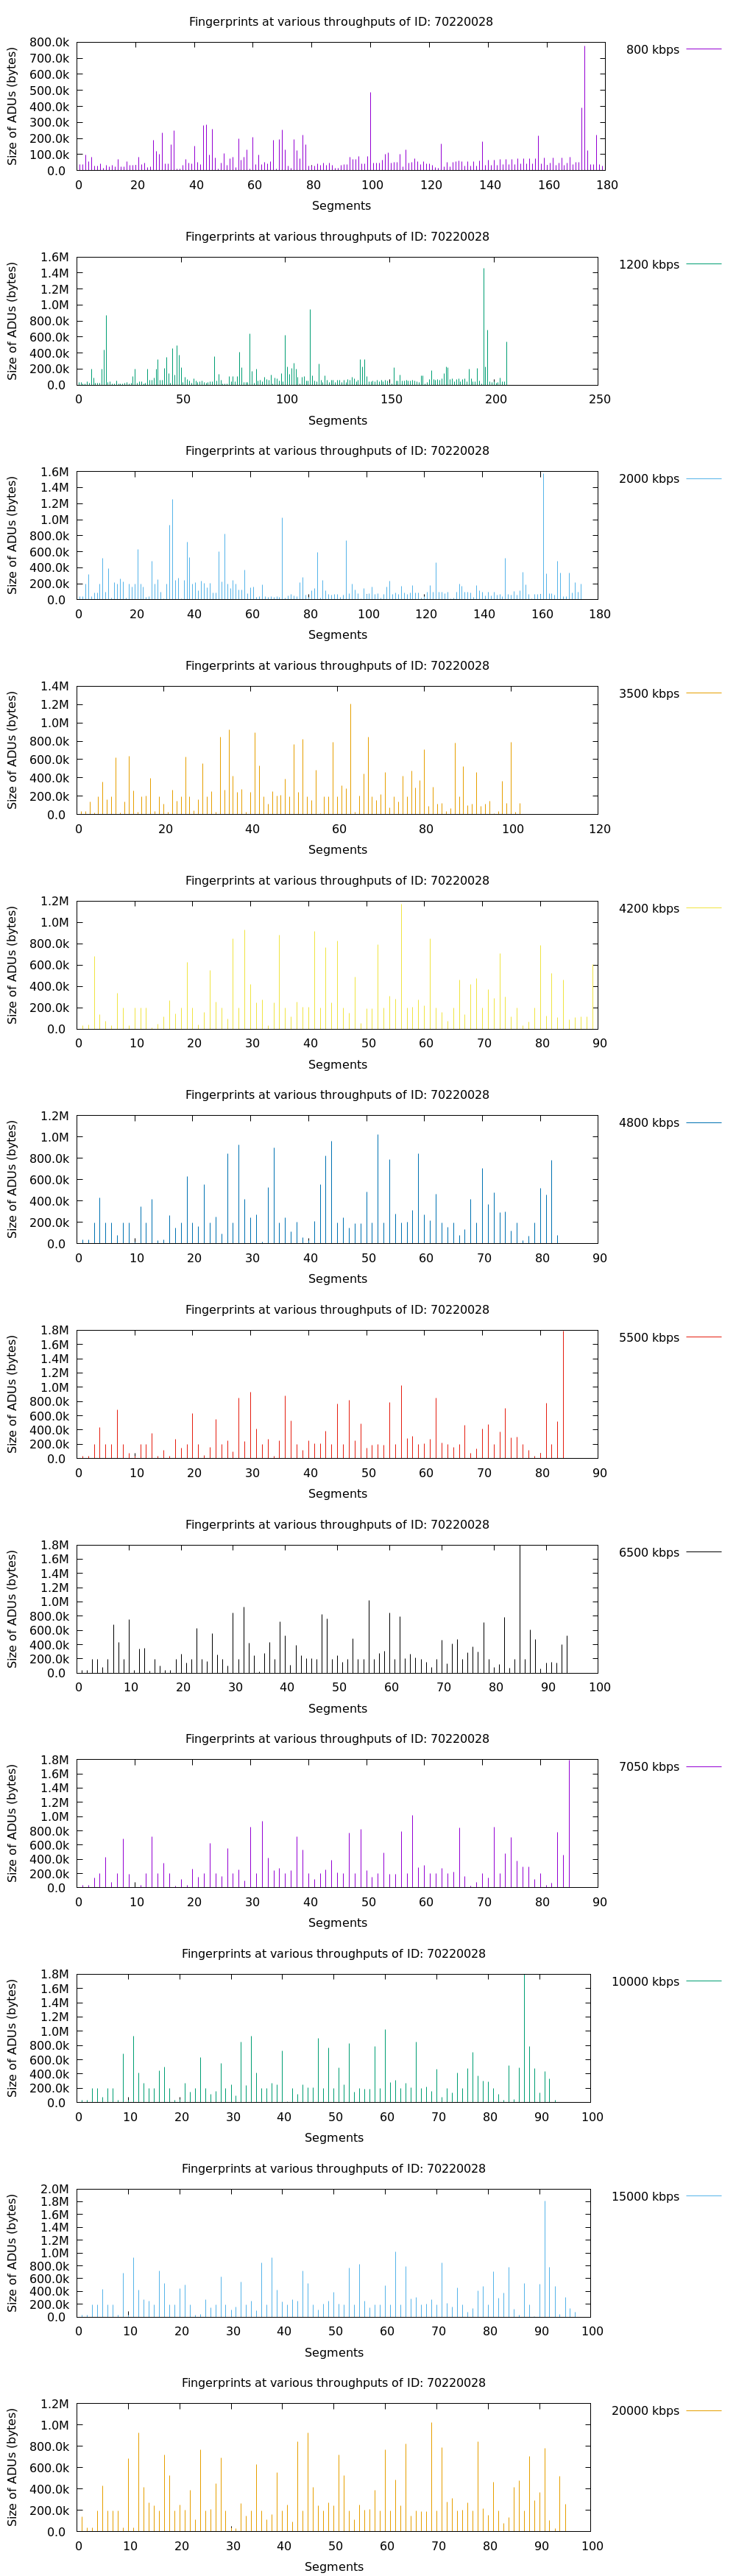 Fingerprints at various throughputs of ID: 70220028
800 kbps
Size of ADUs (bytes)
800.0k
700.0k
600.0k
500.0k
400.0k
300.0k
200.0k
100.0k
0.0
0 20 40 60 80 100 120 140 160 180
Segments
Fingerprints at various throughputs of ID: 70220028
1200 kbps
Size of ADUs (bytes)
1.6M
1.4M
1.2M
1.0M
800.0k
600.0k
400.0k
200.0k
0.0
0 50 100 150 200 250
Segments
Fingerprints at various throughputs of ID: 70220028
2000 kbps
Size of ADUs (bytes)
1.6M
1.4M
1.2M
1.0M
800.0k
600.0k
400.0k
200.0k
0.0
0 20 40 60 80 100 120 140 160 180
Segments
Fingerprints at various throughputs of ID: 70220028
3500 kbps
Size of ADUs (bytes)
1.4M
1.2M
1.0M
800.0k
600.0k
400.0k
200.0k
0.0
0 20 40 60 80 100 120
Segments
Fingerprints at various throughputs of ID: 70220028
4200 kbps
Size of ADUs (bytes)
1.2M
1.0M
800.0k
600.0k
400.0k
200.0k
0.0
0 10 20 30 40 50 60 70 80 90
Segments
Fingerprints at various throughputs of ID: 70220028
4800 kbps
Size of ADUs (bytes)
1.2M
1.0M
800.0k
600.0k
400.0k
200.0k
0.0
0 10 20 30 40 50 60 70 80 90
Segments
Fingerprints at various throughputs of ID: 70220028
5500 kbps
Size of ADUs (bytes)
1.8M
1.6M
1.4M
1.2M
1.0M
800.0k
600.0k
400.0k
200.0k
0.0
0 10 20 30 40 50 60 70 80 90
Segments
Fingerprints at various throughputs of ID: 70220028
6500 kbps
Size of ADUs (bytes)
1.8M
1.6M
1.4M
1.2M
1.0M
800.0k
600.0k
400.0k
200.0k
0.0
0 10 20 30 40 50 60 70 80 90 100
Segments
Fingerprints at various throughputs of ID: 70220028
7050 kbps
Size of ADUs (bytes)
1.8M
1.6M
1.4M
1.2M
1.0M
800.0k
600.0k
400.0k
200.0k
0.0
0 10 20 30 40 50 60 70 80 90
Segments
Fingerprints at various throughputs of ID: 70220028
10000 kbps
Size of ADUs (bytes)
1.8M
1.6M
1.4M
1.2M
1.0M
800.0k
600.0k
400.0k
200.0k
0.0
0 10 20 30 40 50 60 70 80 90 100
Segments
Fingerprints at various throughputs of ID: 70220028
15000 kbps
Size of ADUs (bytes)
2.0M
1.8M
1.6M
1.4M
1.2M
1.0M
800.0k
600.0k
400.0k
200.0k
0.0
0 10 20 30 40 50 60 70 80 90 100
Segments
Fingerprints at various throughputs of ID: 70220028
20000 kbps
Size of ADUs (bytes)
1.2M
1.0M
800.0k
600.0k
400.0k
200.0k
0.0
0 10 20 30 40 50 60 70 80 90 100
Segments